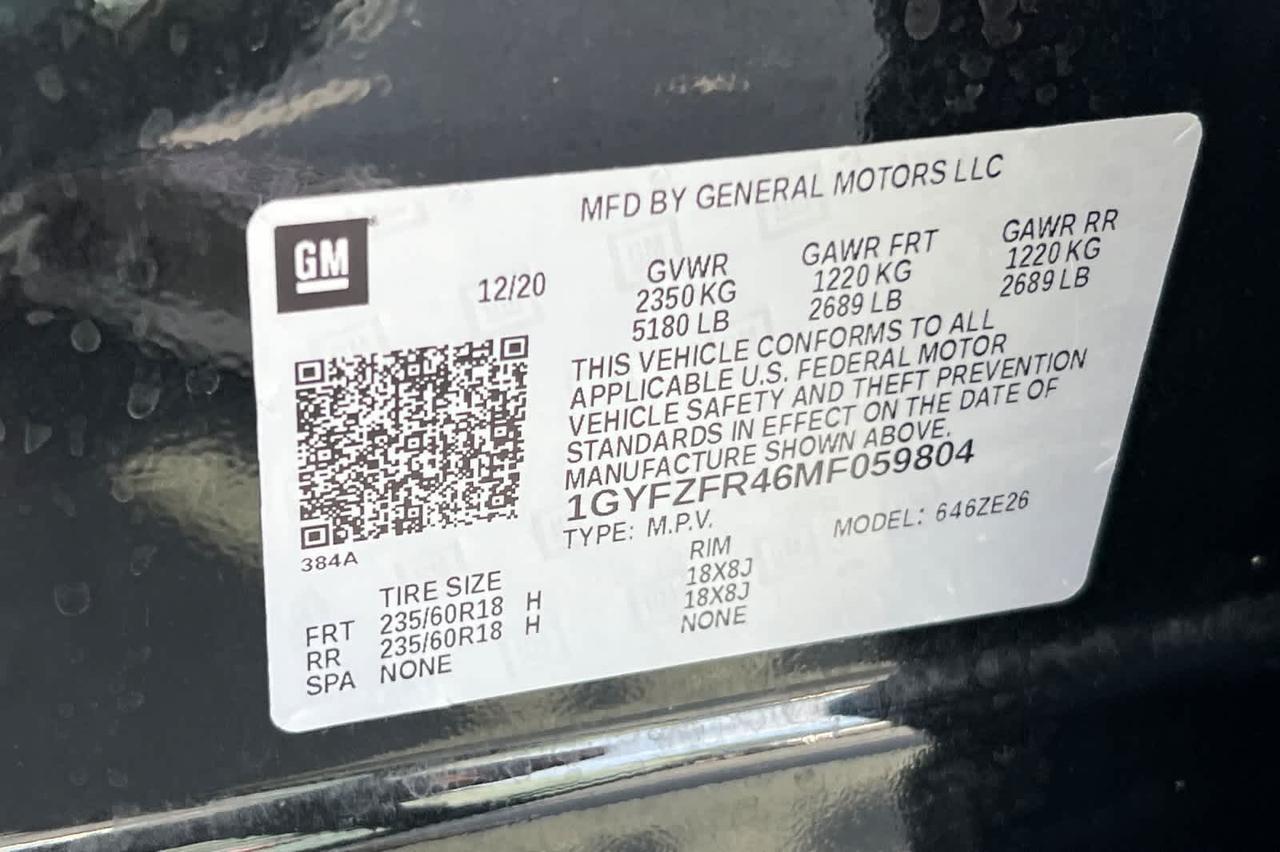 MFD BY GENERAL MOTORS LLC
GM
12/20
GVWR GAWR FRT GAWR RR
2350 KG 1220 KG 1220 KG
5180 LB 2689 LB 2689 LB
THIS VEHICLE CONFORMS TO ALL
APPLICABLE U.S. FEDERAL MOTOR
VEHICLE SAFETY AND THEFT PREVENTION
STANDARDS IN EFFECT ON THE DATE OF
MANUFACTURE SHOWN ABOVE.
1GYFZFR46MF059804
TYPE: M.P.V. MODEL: 646ZE26
384A
TIRE SIZE RIM
FRT 235/60R18 H 18X8J
RR 235/60R18 H 18X8J
SPA NONE NONE